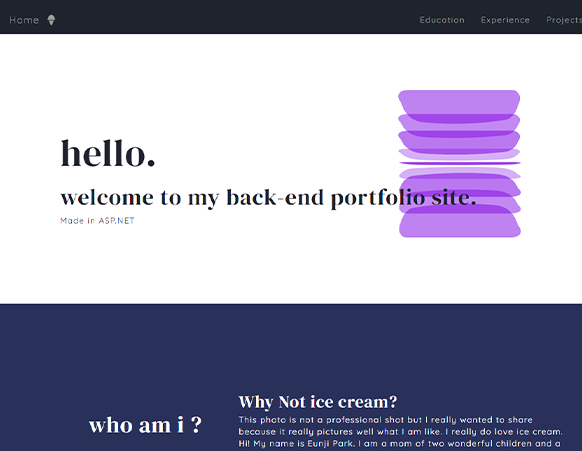 Home
Education Experience Projects
hello.
welcome to my back-end portfolio site.
Made in ASP.NET
who am i ?
Why Not ice cream?
This photo is not a professional shot but I really wanted to share
because it really pictures well what I am like. I really do love ice cream.
Hi! My name is Eunji Park. I am a mom of two wonderful children and a